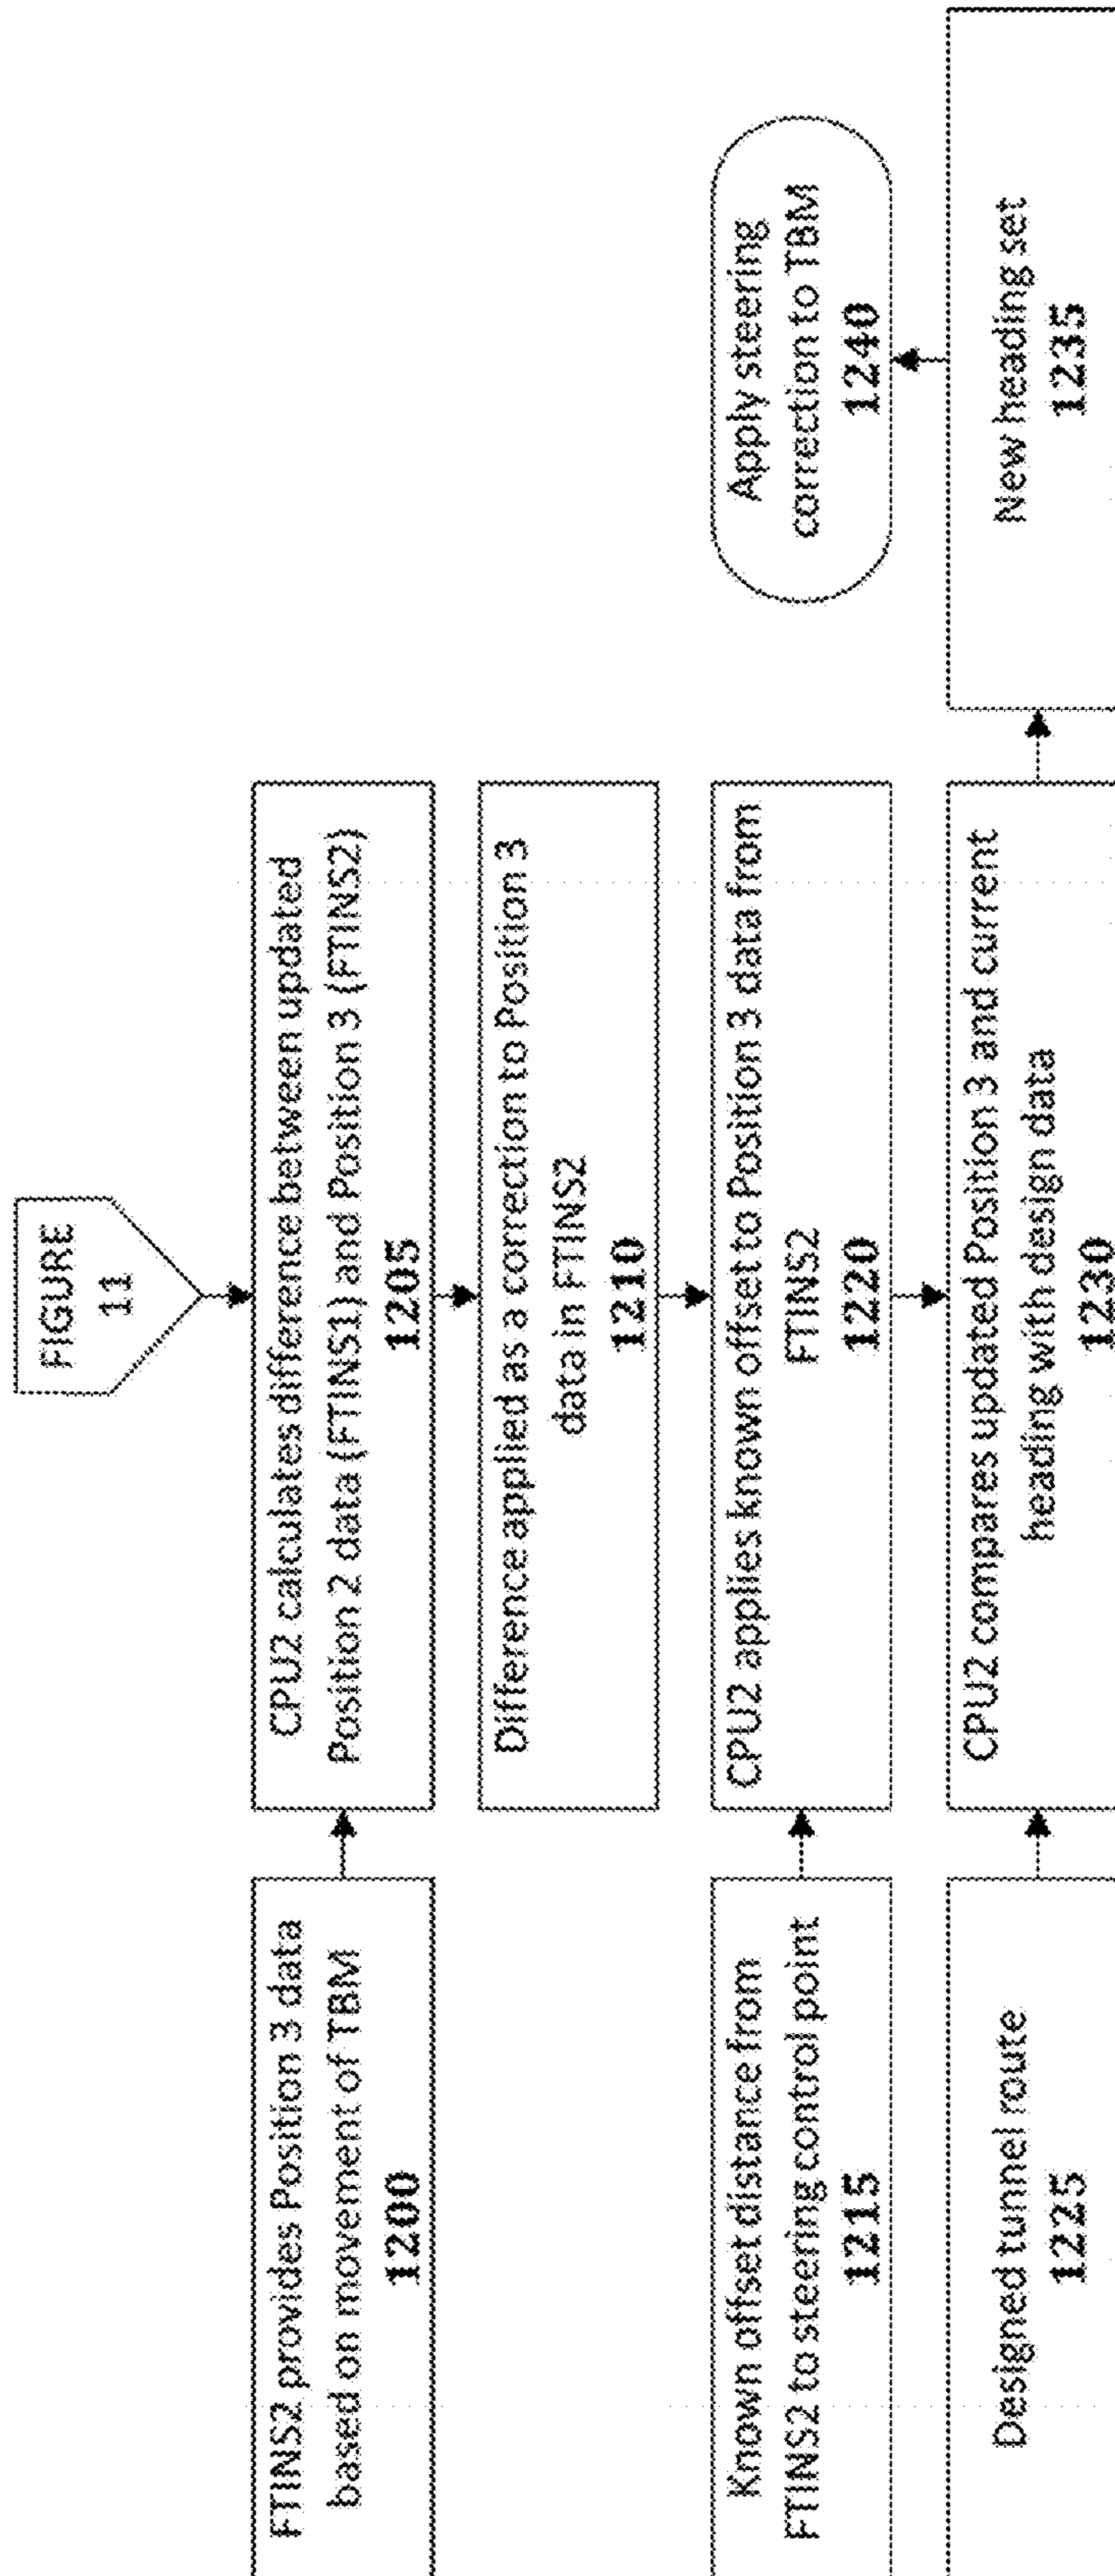 FIGURE
11
FTINS2 provides Position 3 data
based on movement of TBM
1200
CPU2 calculates difference between updated
Position 2 data (FTINS1) and Position 3 (FTINS2)
1205
Difference applied as a correction to Position 3
data in FTINS2
1210
Known offset distance from
FTINS2 to steering control point
1215
CPU2 applies known offset to Position 3 data from
FTINS2
1220
Apply steering
correction to TBM
1240
Designed tunnel route
1225
CPU2 compares updated Position 3 and current
heading with design data
1230
New heading set
1235